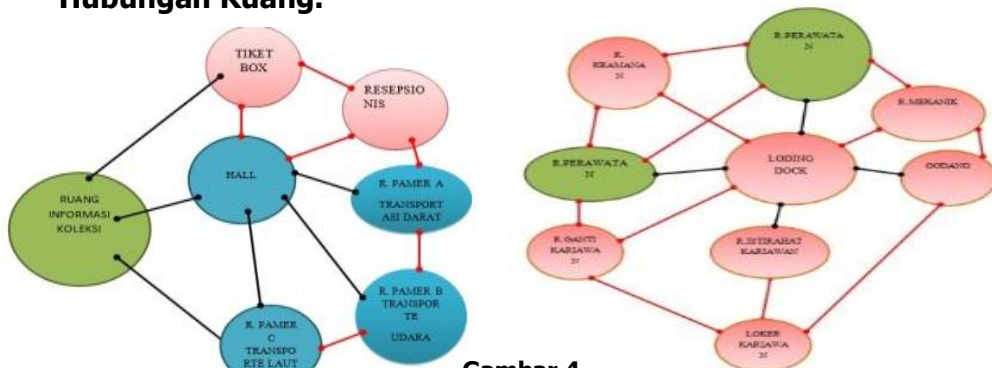 Hubungan Ruang:
TIKET
BOX
RESEPSIO
NIS
HALL
R. PAMER A
TRANSPORT
ASI DARAT
RUANG
INFORMASI
KOLEKSI
R. PAMER B
TRANSPOR
TE
UDARA
R. PAMER
C
TRANSPO
RTE LAUT
R.PERAWATA
N
R.
KEAMANA
N
R.MEKANIK
LODING
DOCK
GUDANG
R.PERAWATA
N
R.GANTI
KARIAWA
N
R.ISTIRAHAT
KARIAWAN
LOKER
KARIAWA
N
Gambar 4